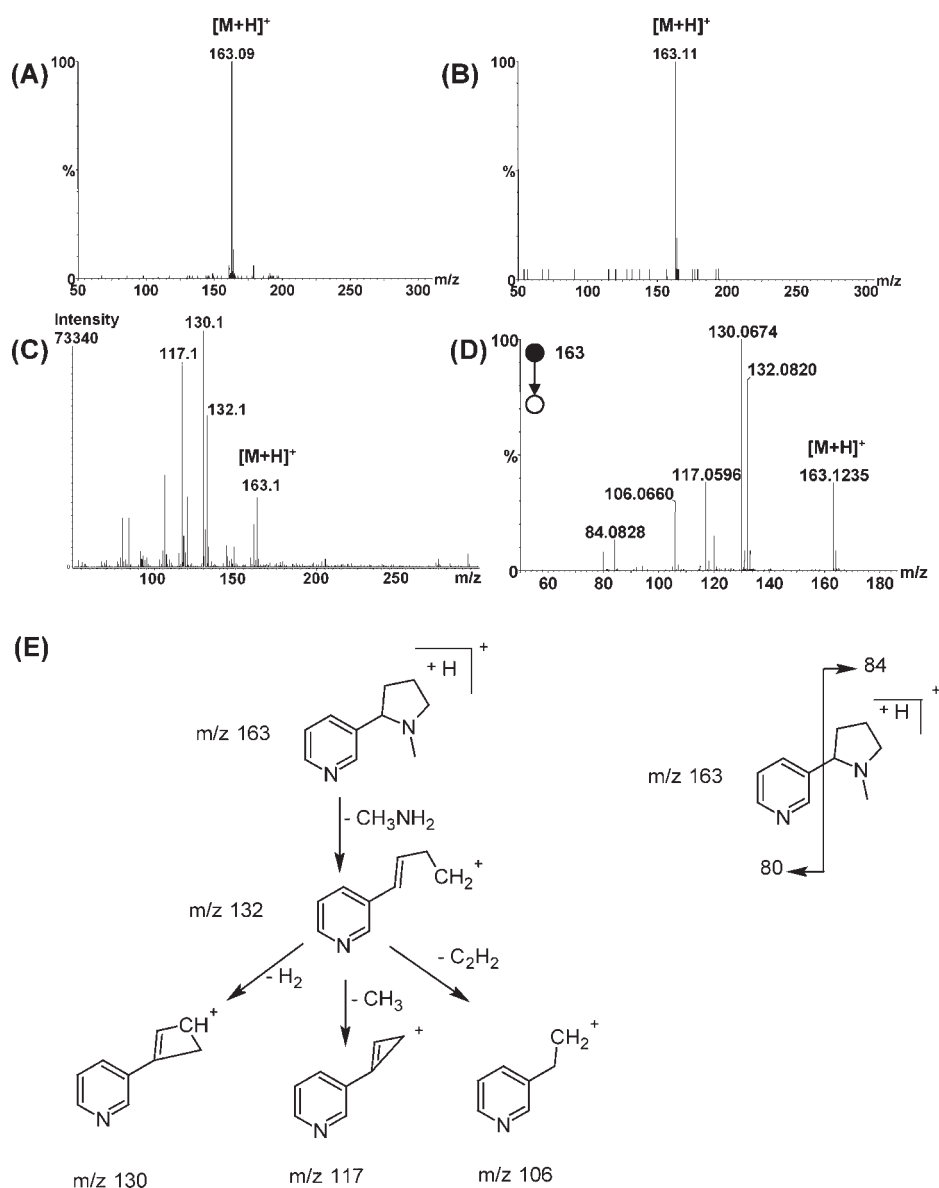 (A)
[M+H]+
163.09
100
%
0
50
100
150
200
250
300
m/z
(B)
[M+H]+
163.11
100
%
0
50
100
150
200
250
300
m/z
(C)
Intensity
73340
130.1
117.1
132.1
[M+H]+
163.1
100
150
200
250
m/z
(D)
100
163
130.0674
132.0820
[M+H]+
163.1235
117.0596
106.0660
84.0828
%
0
60
80
100
120
140
160
180
m/z
(E)
+ H
+
m/z 163
N
N
- CH3NH2
m/z 132
CH2
+
N
- H2
- CH3
- C2H2
CH+
N
m/z 130
+
N
m/z 117
CH2
+
N
m/z 106
84
+ H
+
m/z 163
N
N
80